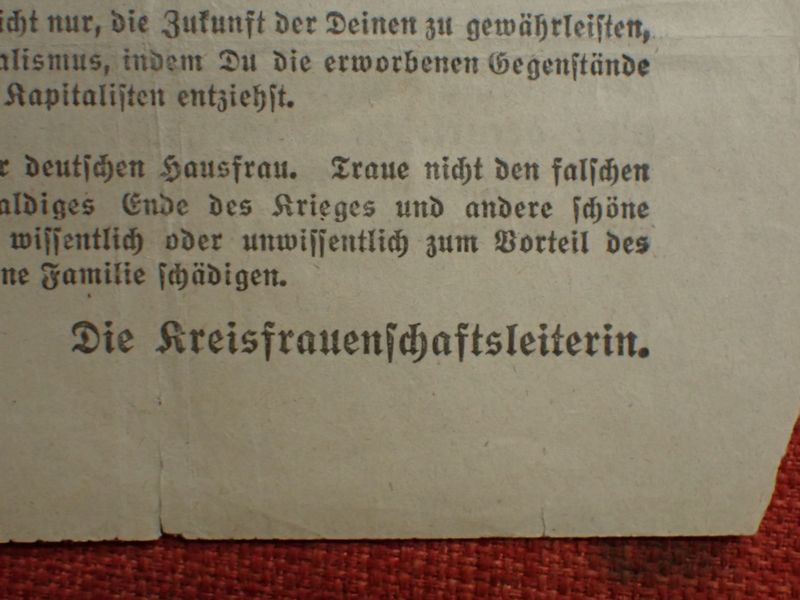 icht nur, die Zukunft der Deinen zu gewährleisten,
alismus, indem Du die erworbenen Gegenstände
Kapitalisten entziehst.
r deutschen Hausfrau. Traue nicht den falschen
aldiges Ende des Krieges und andere schöne
wissentlich oder unwissentlich zum Vorteil des
ne Familie schädigen.
Die Kreisfrauenschaftsleiterin.